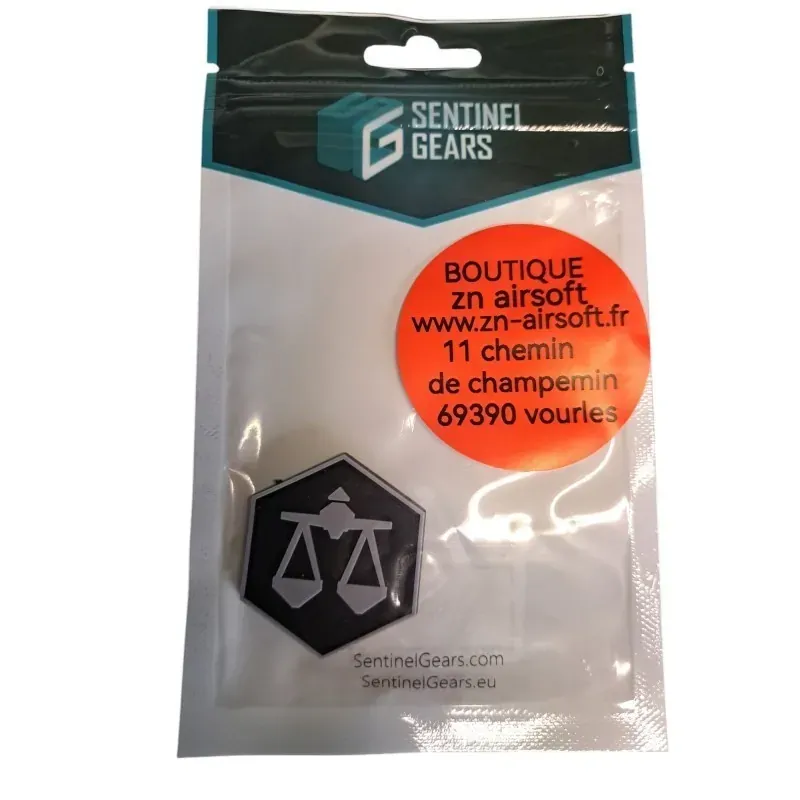 SENTINEL
GEARS
BOUTIQUE
zn airsoft
www.zn-airsoft.fr
11 chemin
de champemin
69390 vourles
SentinelGears.com
SentinelGears.eu